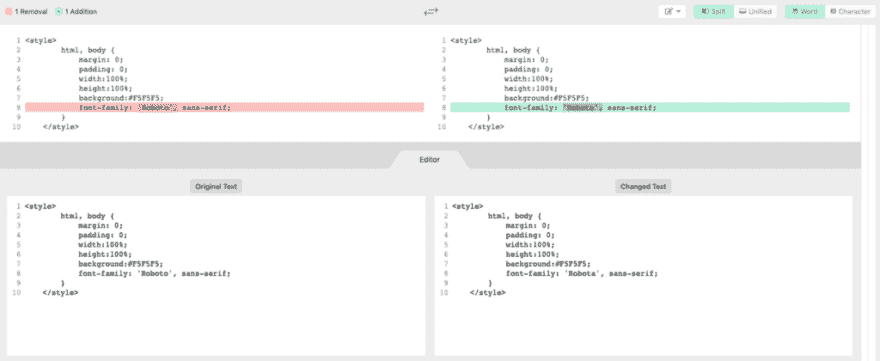 1 Removal 1 Addition Split Unified Word Character
1 <style>
2 html, body {
3 margin: 0;
4 padding: 0;
5 width:100%;
6 height:100%;
7 background:#F5F5F5;
8 font-family: 'Roboto', sans-serif;
9 }
10 </style>
1 <style>
2 html, body {
3 margin: 0;
4 padding: 0;
5 width:100%;
6 height:100%;
7 background:#F5F5F5;
8 font-family: 'Robota', sans-serif;
9 }
10 </style>
Editor
Original Text
1 <style>
2 html, body {
3 margin: 0;
4 padding: 0;
5 width:100%;
6 height:100%;
7 background:#F5F5F5;
8 font-family: 'Roboto', sans-serif;
9 }
10 </style>
Changed Text
1 <style>
2 html, body {
3 margin: 0;
4 padding: 0;
5 width:100%;
6 height:100%;
7 background:#F5F5F5;
8 font-family: 'Robota', sans-serif;
9 }
10 </style>